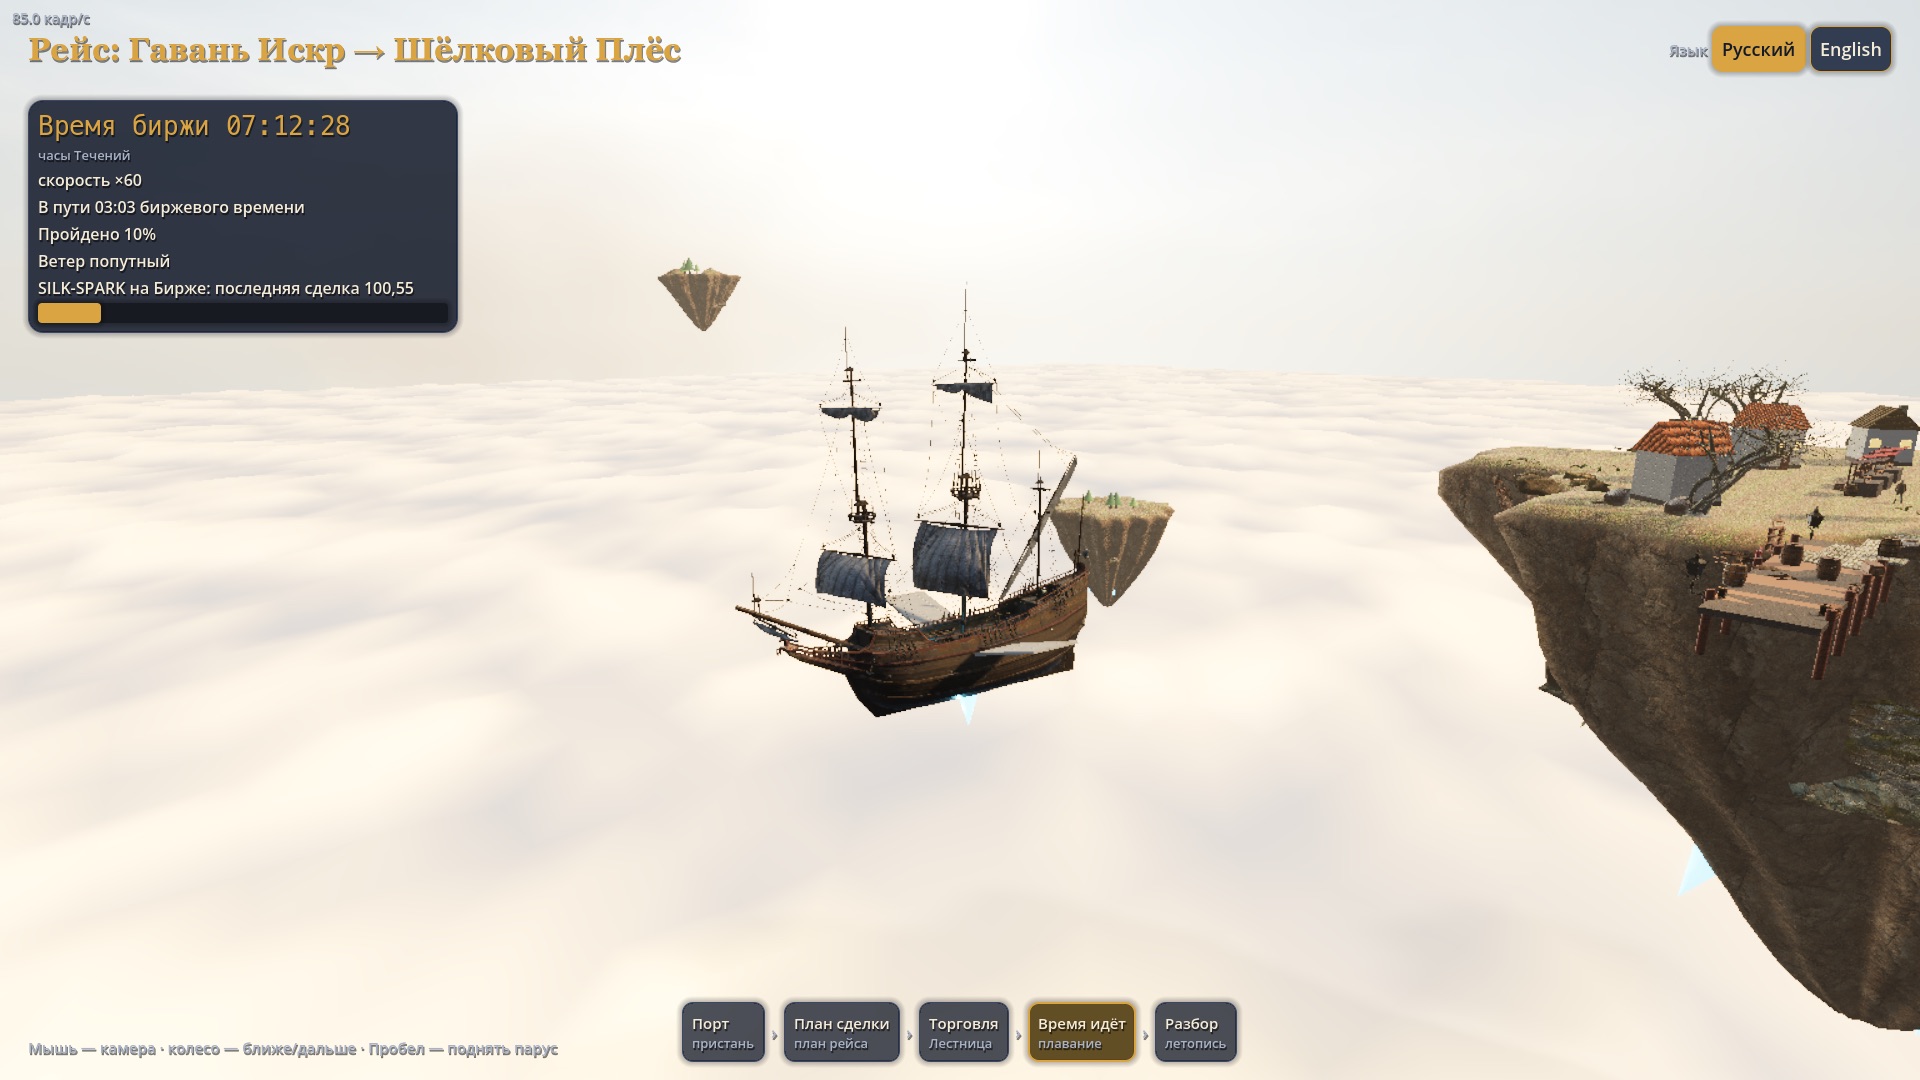 85.0 кадр/с
Рейс: Гавань Искр → Шёлковый Плёс
Язык Русский English
Время биржи 07:12:28
часы Течений
скорость ×60
В пути 03:03 биржевого времени
Пройдено 10%
Ветер попутный
SILK-SPARK на Бирже: последняя сделка 100,55
Порт
пристань
›
План сделки
план рейса
›
Торговля
Лестница
›
Время идёт
плавание
›
Разбор
летопись
Мышь — камера · колесо — ближе/дальше · Пробел — поднять парус